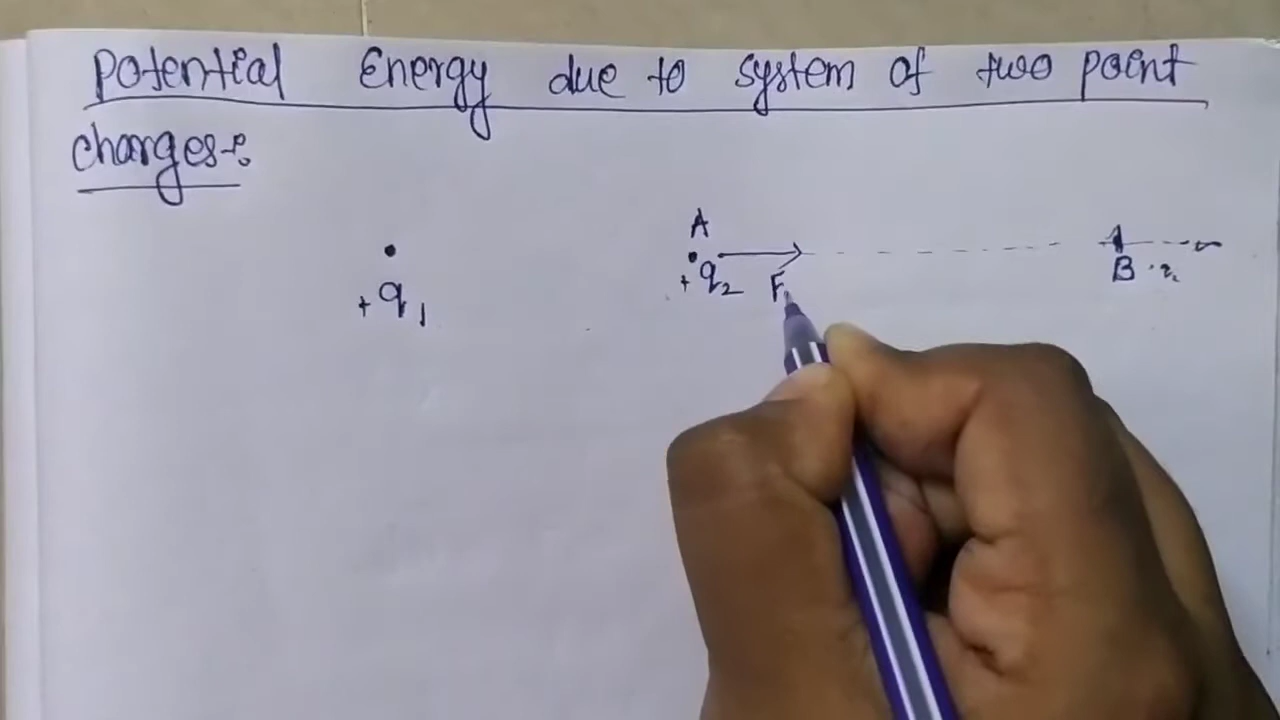 Potential Energy due to system of two point
charges:
A
+ q₂ F
+ q₁
B